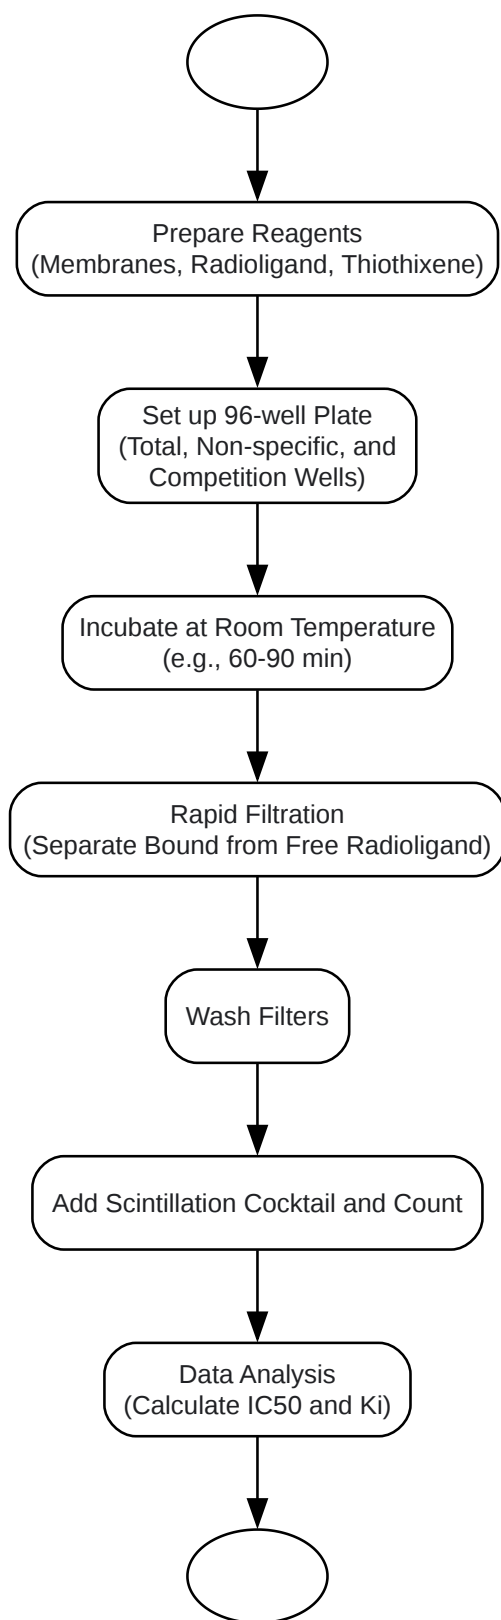 Prepare Reagents
(Membranes, Radioligand, Thiothixene)
Set up 96-well Plate
(Total, Non-specific, and
Competition Wells)
Incubate at Room Temperature
(e.g., 60-90 min)
Rapid Filtration
(Separate Bound from Free Radioligand)
Wash Filters
Add Scintillation Cocktail and Count
Data Analysis
(Calculate IC50 and Ki)